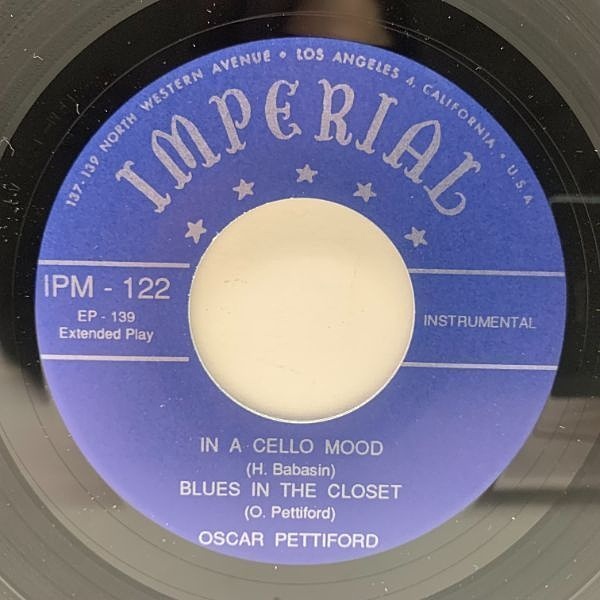 137-139 NORTH WESTERN AVENUE • LOS ANGELES 4, CALIFORNIA • U.S.A
IMPERIAL
IPM - 122
EP - 139
Extended Play
INSTRUMENTAL
IN A CELLO MOOD
(H. Babasin)
BLUES IN THE CLOSET
(O. Pettiford)
OSCAR PETTIFORD